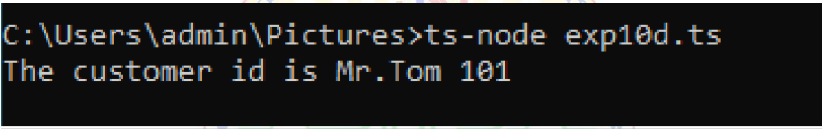 C:\Users\admin\Pictures>ts-node exp10d.ts
The customer id is Mr.Tom 101